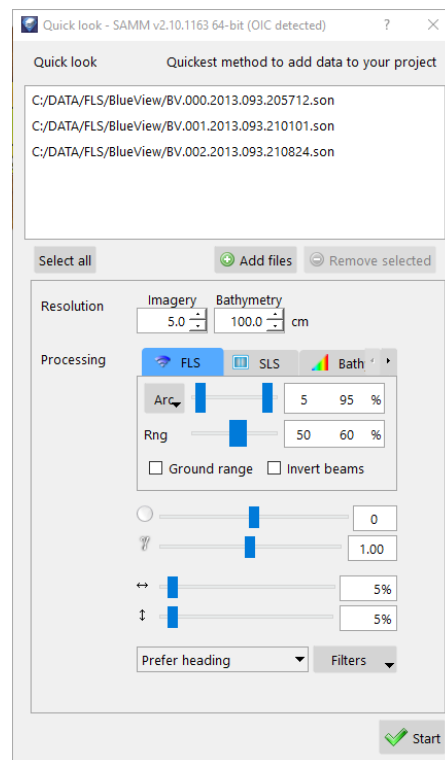 Quick look - SAMM v2.10.1163 64-bit (OIC detected) ?
Quick look Quickest method to add data to your project
C:/DATA/FLS/BlueView/BV.000.2013.093.205712.son
C:/DATA/FLS/BlueView/BV.001.2013.093.210101.son
C:/DATA/FLS/BlueView/BV.002.2013.093.210824.son
Select all Add files Remove selected
Imagery Bathymetry
Resolution 5.0 100.0 cm
Processing FLS SLS Bath
Arc 5 95 %
Rng 50 60 %
Ground range Invert beams
0
γ 1.00
↔ 5%
↕ 5%
Prefer heading Filters
Start